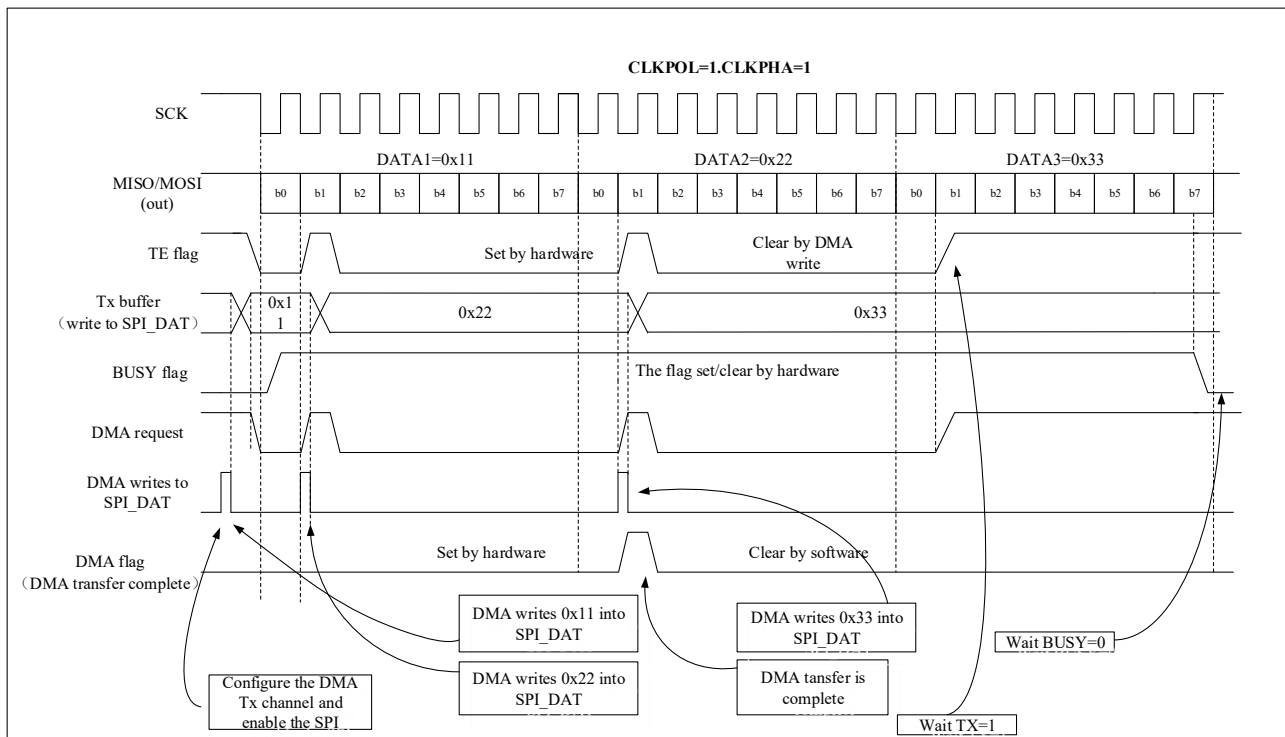 CLKPOL=1.CLKPHA=1
SCK
DATA1=0x11 DATA2=0x22 DATA3=0x33
MISO/MOSI
(out)
b0 b1 b2 b3 b4 b5 b6 b7 b0 b1 b2 b3 b4 b5 b6 b7 b0 b1 b2 b3 b4 b5 b6 b7
TE flag
Set by hardware
Clear by DMA
write
Tx buffer
（write to SPI_DAT）
0x1
1
0x22
0x33
BUSY flag
The flag set/clear by hardware
DMA request
DMA writes to
SPI_DAT
DMA flag
（DMA transfer complete）
Set by hardware
Clear by software
DMA writes 0x11 into
SPI_DAT
DMA writes 0x33 into
SPI_DAT
Wait BUSY=0
Configure the DMA
Tx channel and
enable the SPI
DMA writes 0x22 into
SPI_DAT
DMA tansfer is
complete
Wait TX=1